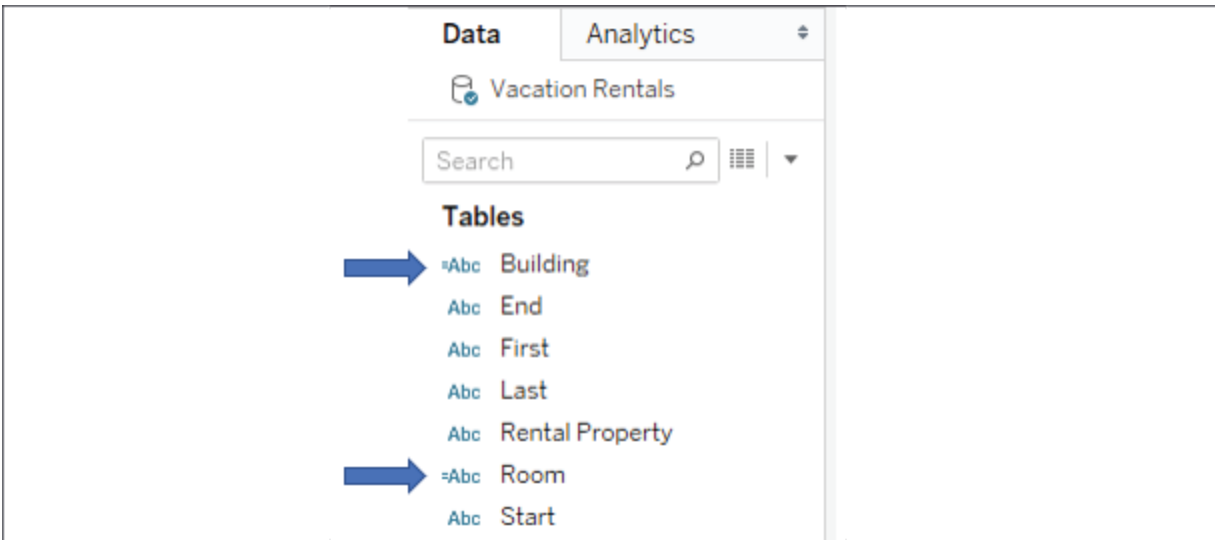 Data Analytics
Vacation Rentals
Search
Tables
=Abc Building
Abc End
Abc First
Abc Last
Abc Rental Property
=Abc Room
Abc Start